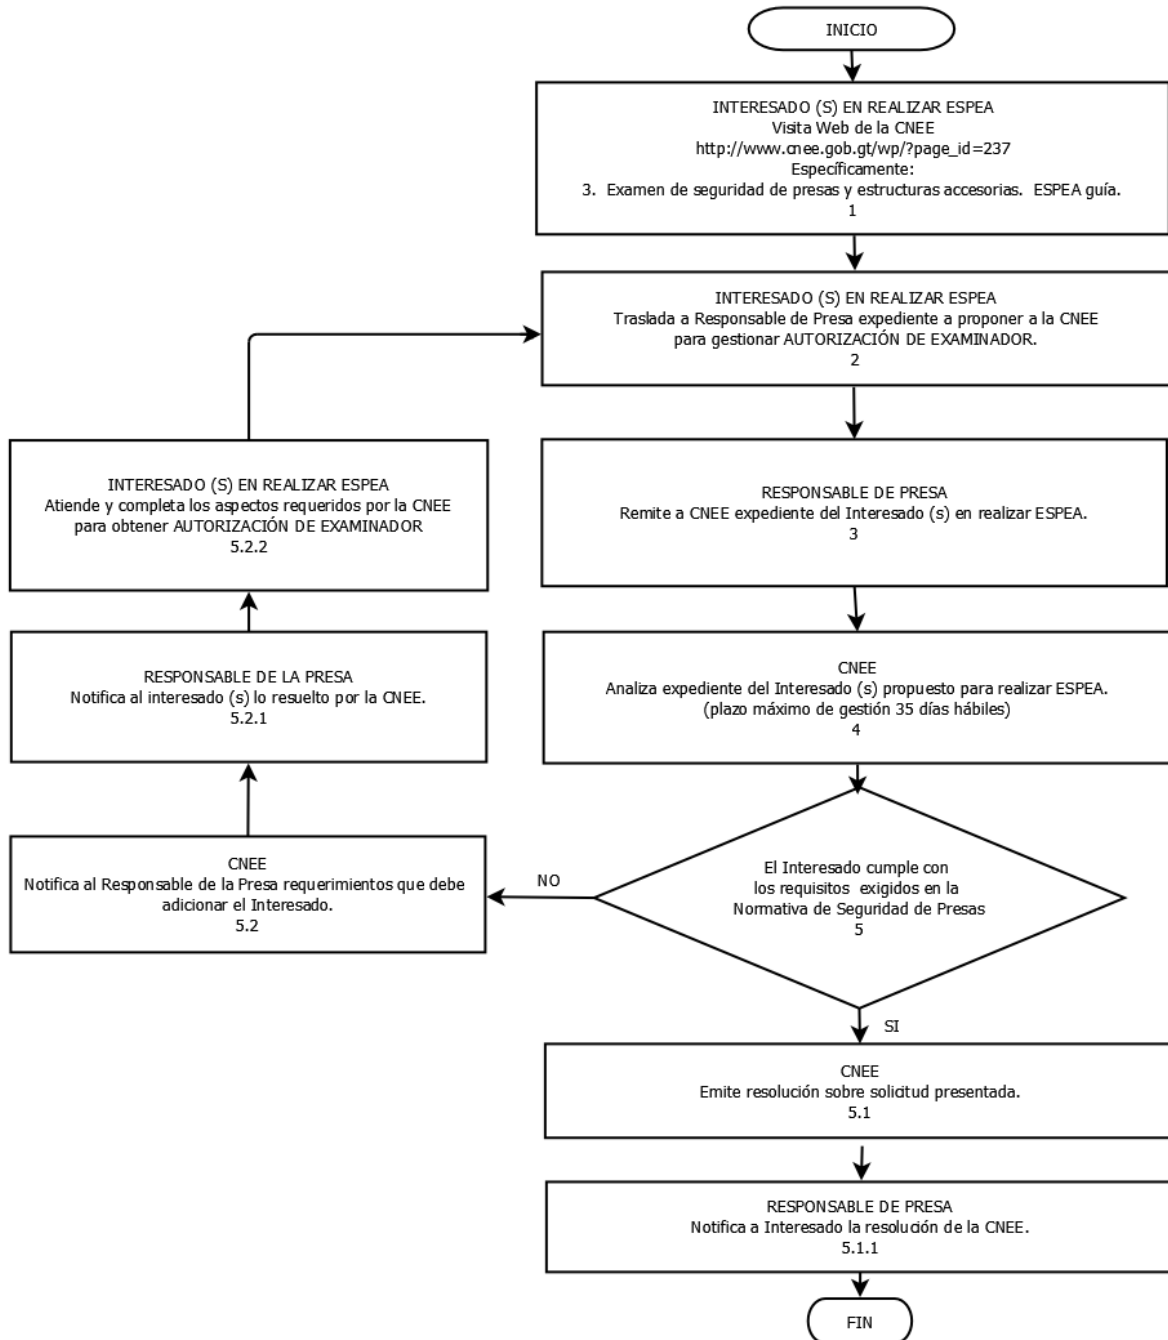 INICIO
INTERESADO (S) EN REALIZAR ESPEA
Visita Web de la CNEE
http://www.cnee.gob.gt/wp/?page_id=237
Específicamente:
3.  Examen de seguridad de presas y estructuras accesorias.  ESPEA guía.
1
INTERESADO (S) EN REALIZAR ESPEA
Traslada a Responsable de Presa expediente a proponer a la CNEE
para gestionar AUTORIZACIÓN DE EXAMINADOR.
2
RESPONSABLE DE PRESA
Remite a CNEE expediente del Interesado (s) en realizar ESPEA.
3
CNEE
Analiza expediente del Interesado (s) propuesto para realizar ESPEA.
(plazo máximo de gestión 35 días hábiles)
4
El Interesado cumple con
los requisitos  exigidos en la
Normativa de Seguridad de Presas
5
NO
CNEE
Notifica al Responsable de la Presa requerimientos que debe
adicionar el Interesado.
5.2
RESPONSABLE DE LA PRESA
Notifica al interesado (s) lo resuelto por la CNEE.
5.2.1
INTERESADO (S) EN REALIZAR ESPEA
Atiende y completa los aspectos requeridos por la CNEE
para obtener AUTORIZACIÓN DE EXAMINADOR
5.2.2
SI
CNEE
Emite resolución sobre solicitud presentada.
5.1
RESPONSABLE DE PRESA
Notifica a Interesado la resolución de la CNEE.
5.1.1
FIN